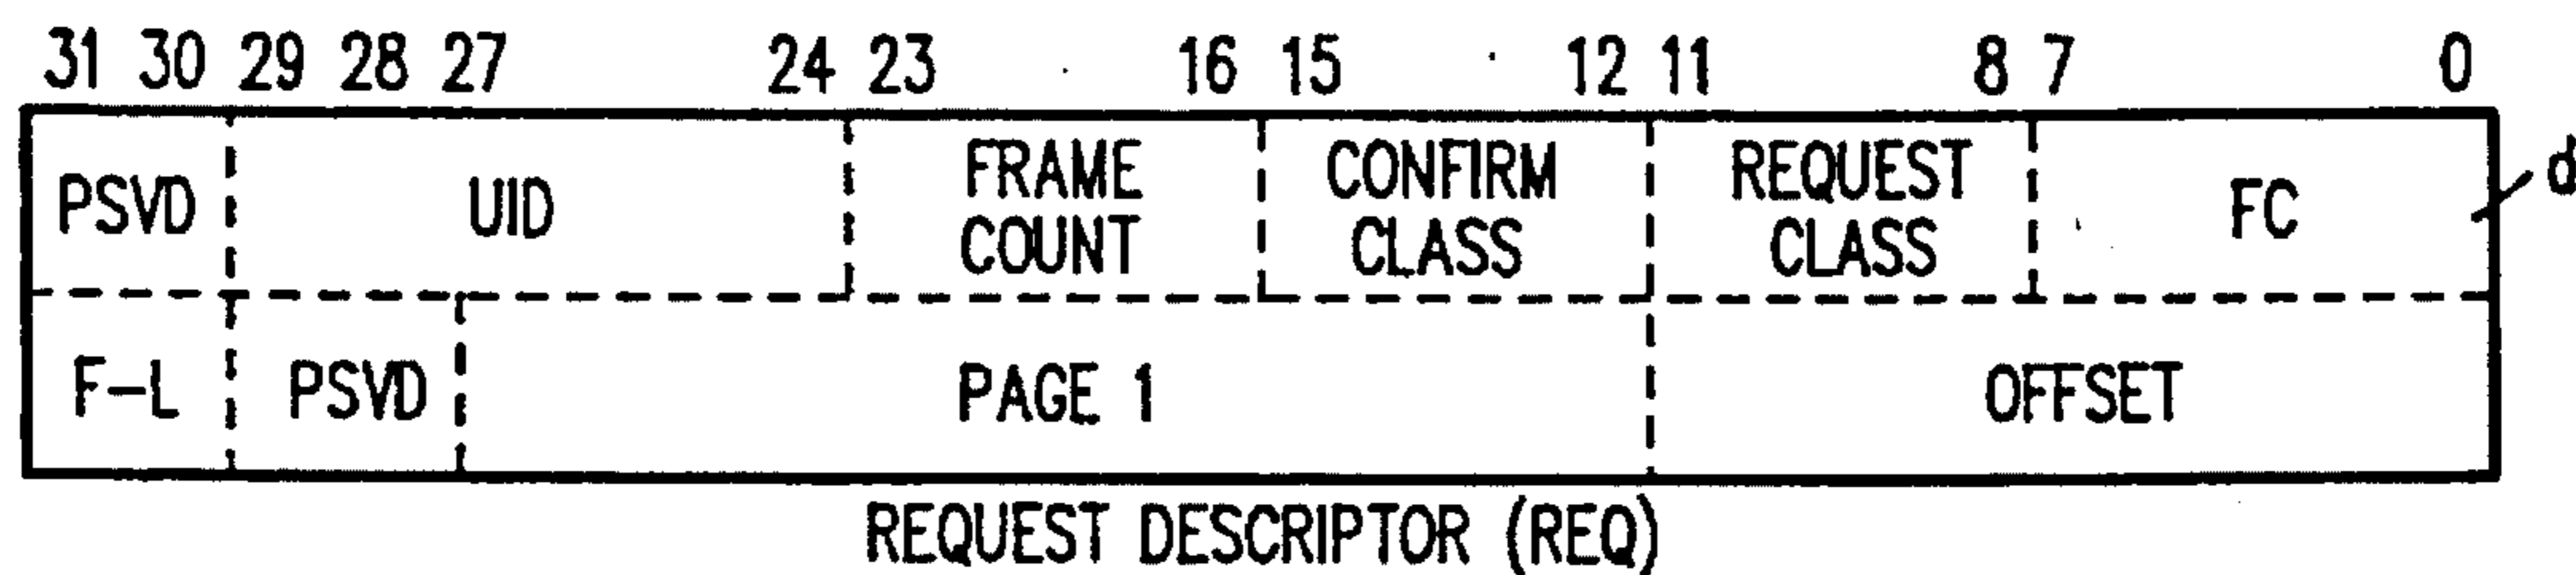 31 30 29 28 27 24 23 16 15 12 11 8 7 0
PSVD UID FRAME COUNT CONFIRM CLASS REQUEST CLASS FC d
F-L PSVD PAGE 1 OFFSET
REQUEST DESCRIPTOR (REQ)